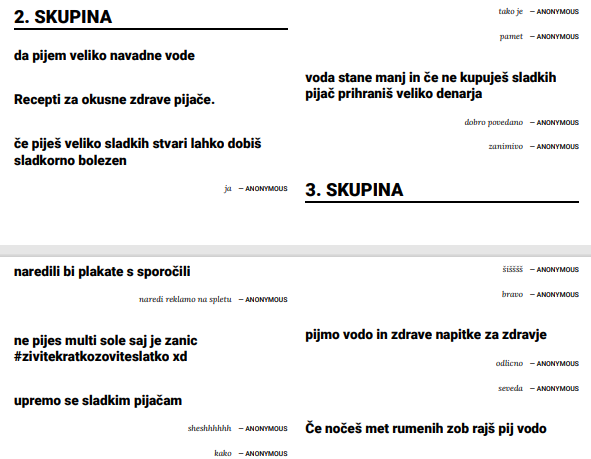 2. SKUPINA
da pijem veliko navadne vode
Recepti za okusne zdrave pijače.
če piješ veliko sladkih stvari lahko dobiš
sladkorno bolezen
ja — ANONYMOUS
tako je — ANONYMOUS
pamet — ANONYMOUS
voda stane manj in če ne kupuješ sladkih
pijač prihraniš veliko denarja
dobro povedano — ANONYMOUS
zanimivo — ANONYMOUS
3. SKUPINA
naredili bi plakate s sporočili
naredi reklamo na spletu — ANONYMOUS
ne pijes multi sole saj je zanic
#zivitekratkozoviteslatko xd
upremo se sladkim pijačam
sheshhhhhh — ANONYMOUS
kako — ANONYMOUS
šišššš — ANONYMOUS
bravo — ANONYMOUS
pijmo vodo in zdrave napitke za zdravje
odlicno — ANONYMOUS
seveda — ANONYMOUS
Če nočeš met rumenih zob rajš pij vodo